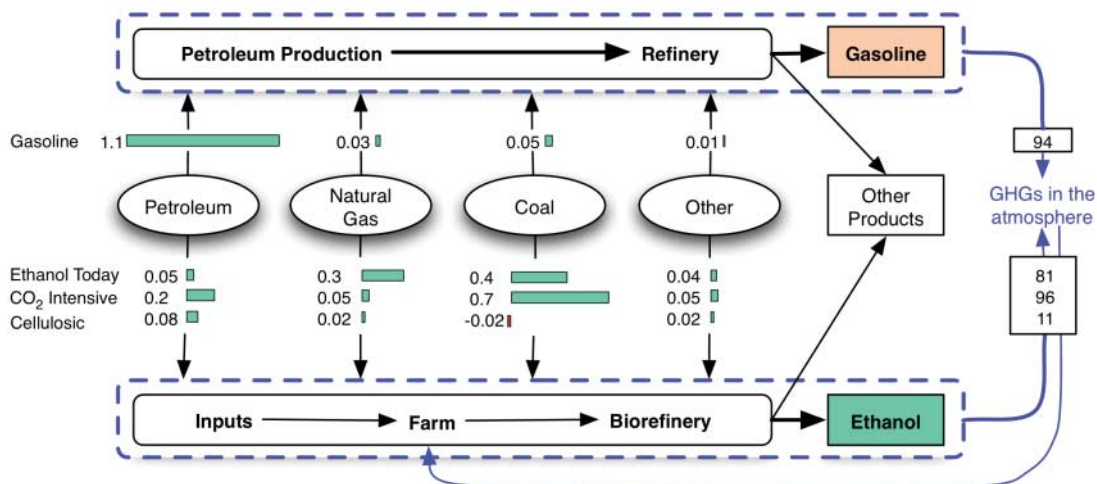 Petroleum Production Refinery Gasoline
Gasoline 1.1 0.03 0.05 0.01 94
Petroleum
Natural
Gas
Coal
Other
Other
Products
GHGs in the
atmosphere
Ethanol Today 0.05 0.3 0.4 0.04 81
CO₂ Intensive 0.2 0.05 0.7 0.05 96
Cellulosic 0.08 0.02 -0.02 0.02 11
Inputs Farm Biorefinery Ethanol